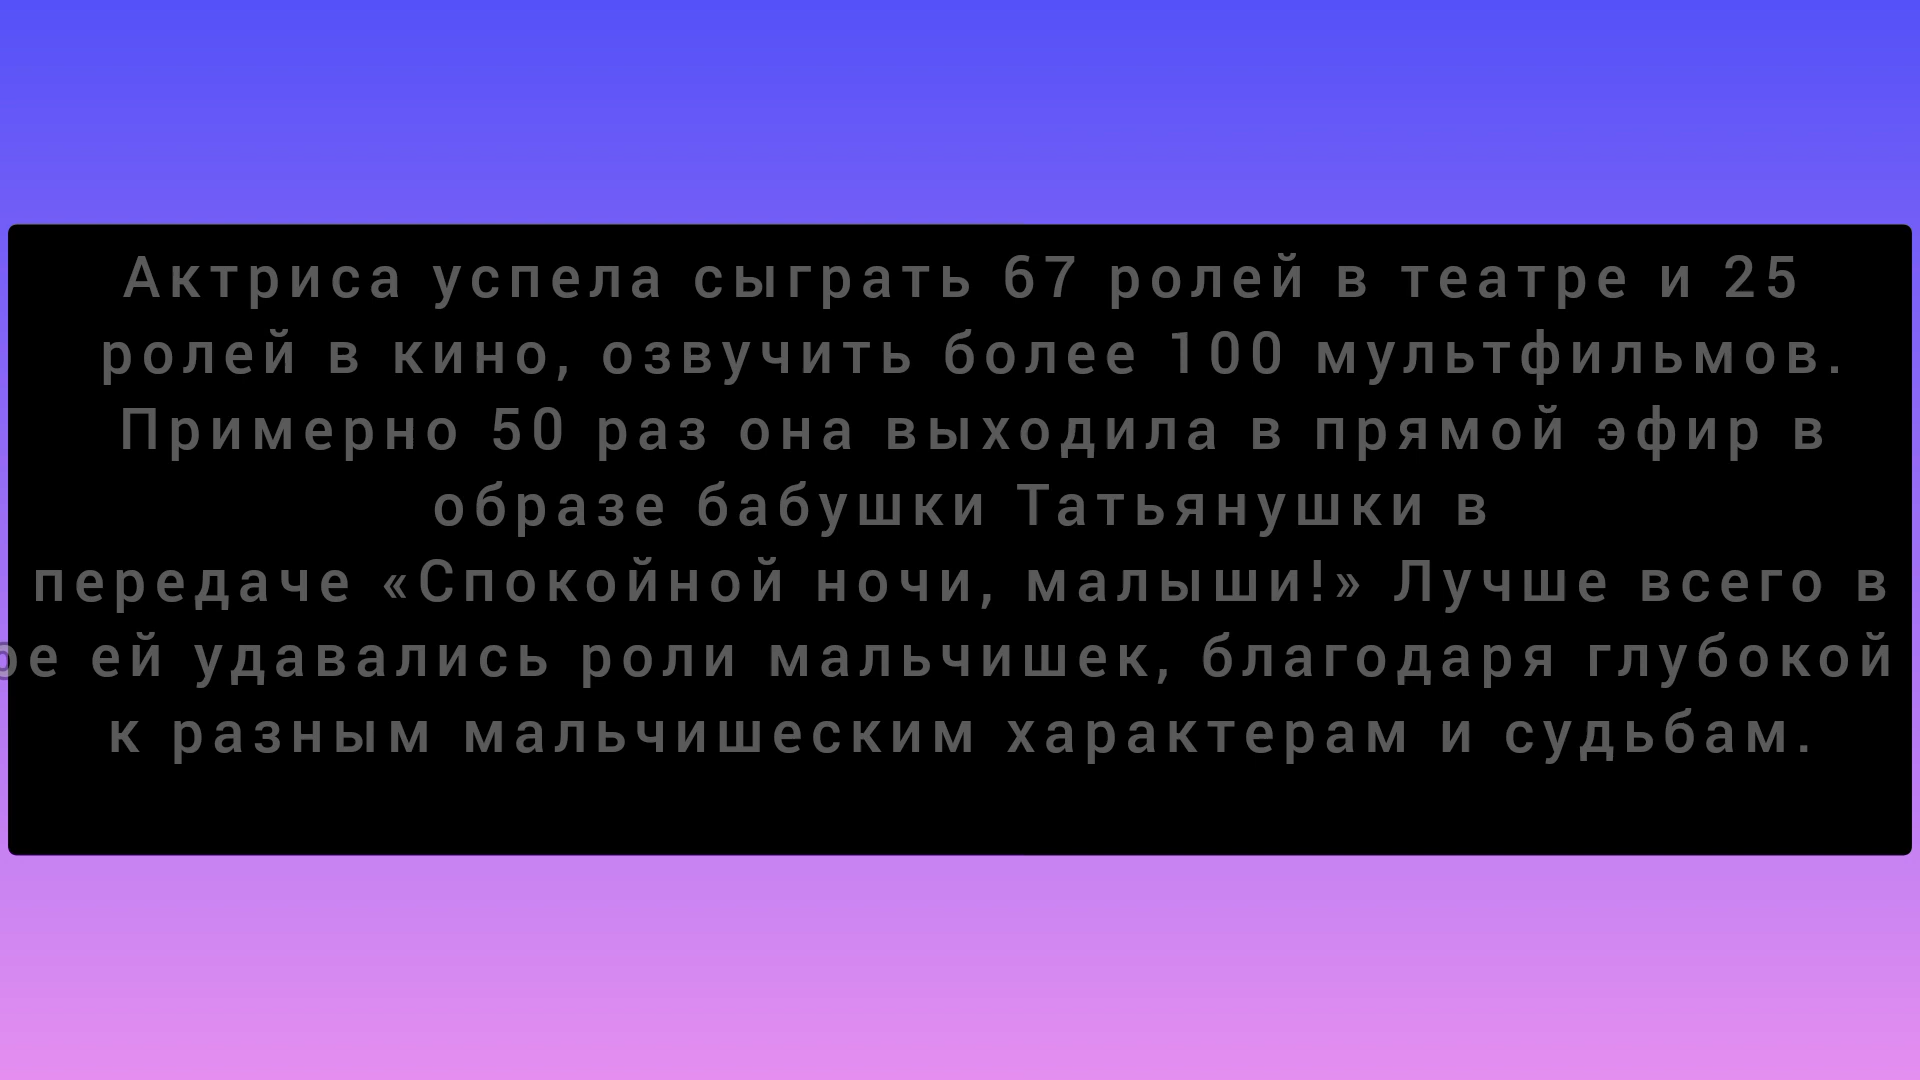 Актриса успела сыграть 67 ролей в театре и 25
ролей в кино, озвучить более 100 мультфильмов.
Примерно 50 раз она выходила в прямой эфир в
образе бабушки Татьянушки в
передаче «Спокойной ночи, малыши!» Лучше всего в
ре ей удавались роли мальчишек, благодаря глубокой
к разным мальчишеским характерам и судьбам.